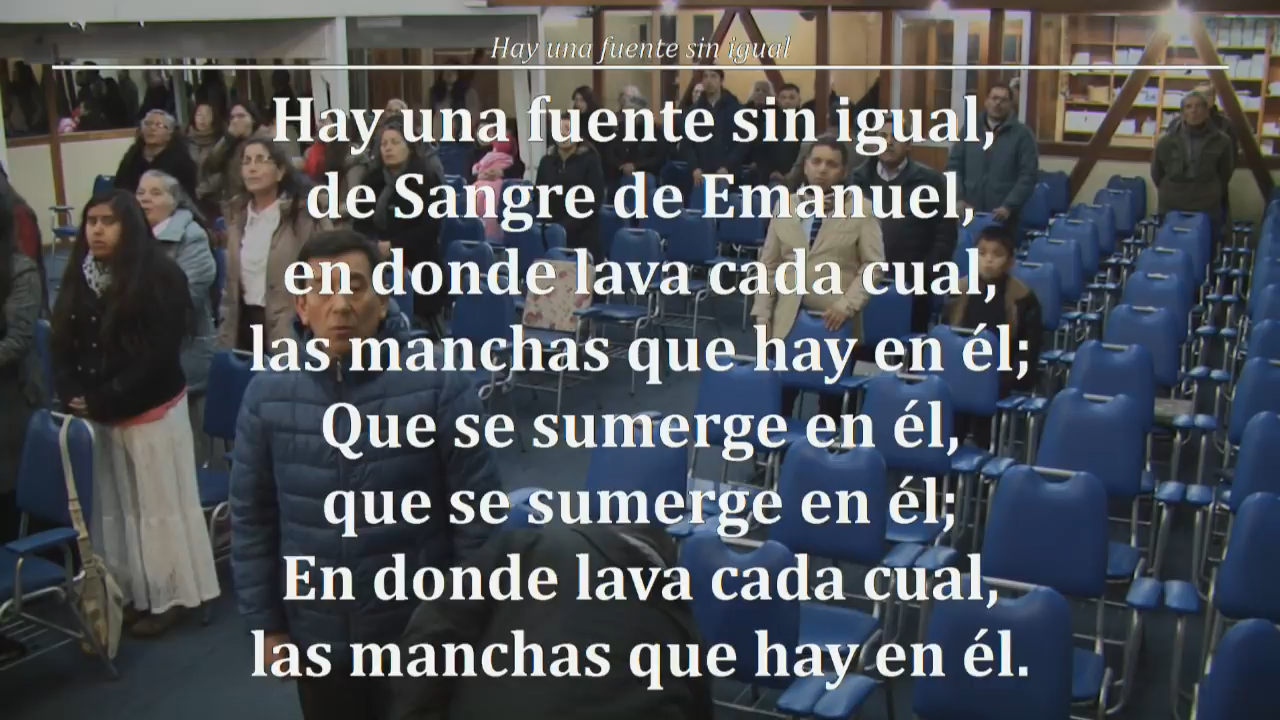 Hay una fuente sin igual
Hay una fuente sin igual,
de Sangre de Emanuel,
en donde lava cada cual,
las manchas que hay en él;
Que se sumerge en él,
que se sumerge en él;
En donde lava cada cual,
las manchas que hay en él.